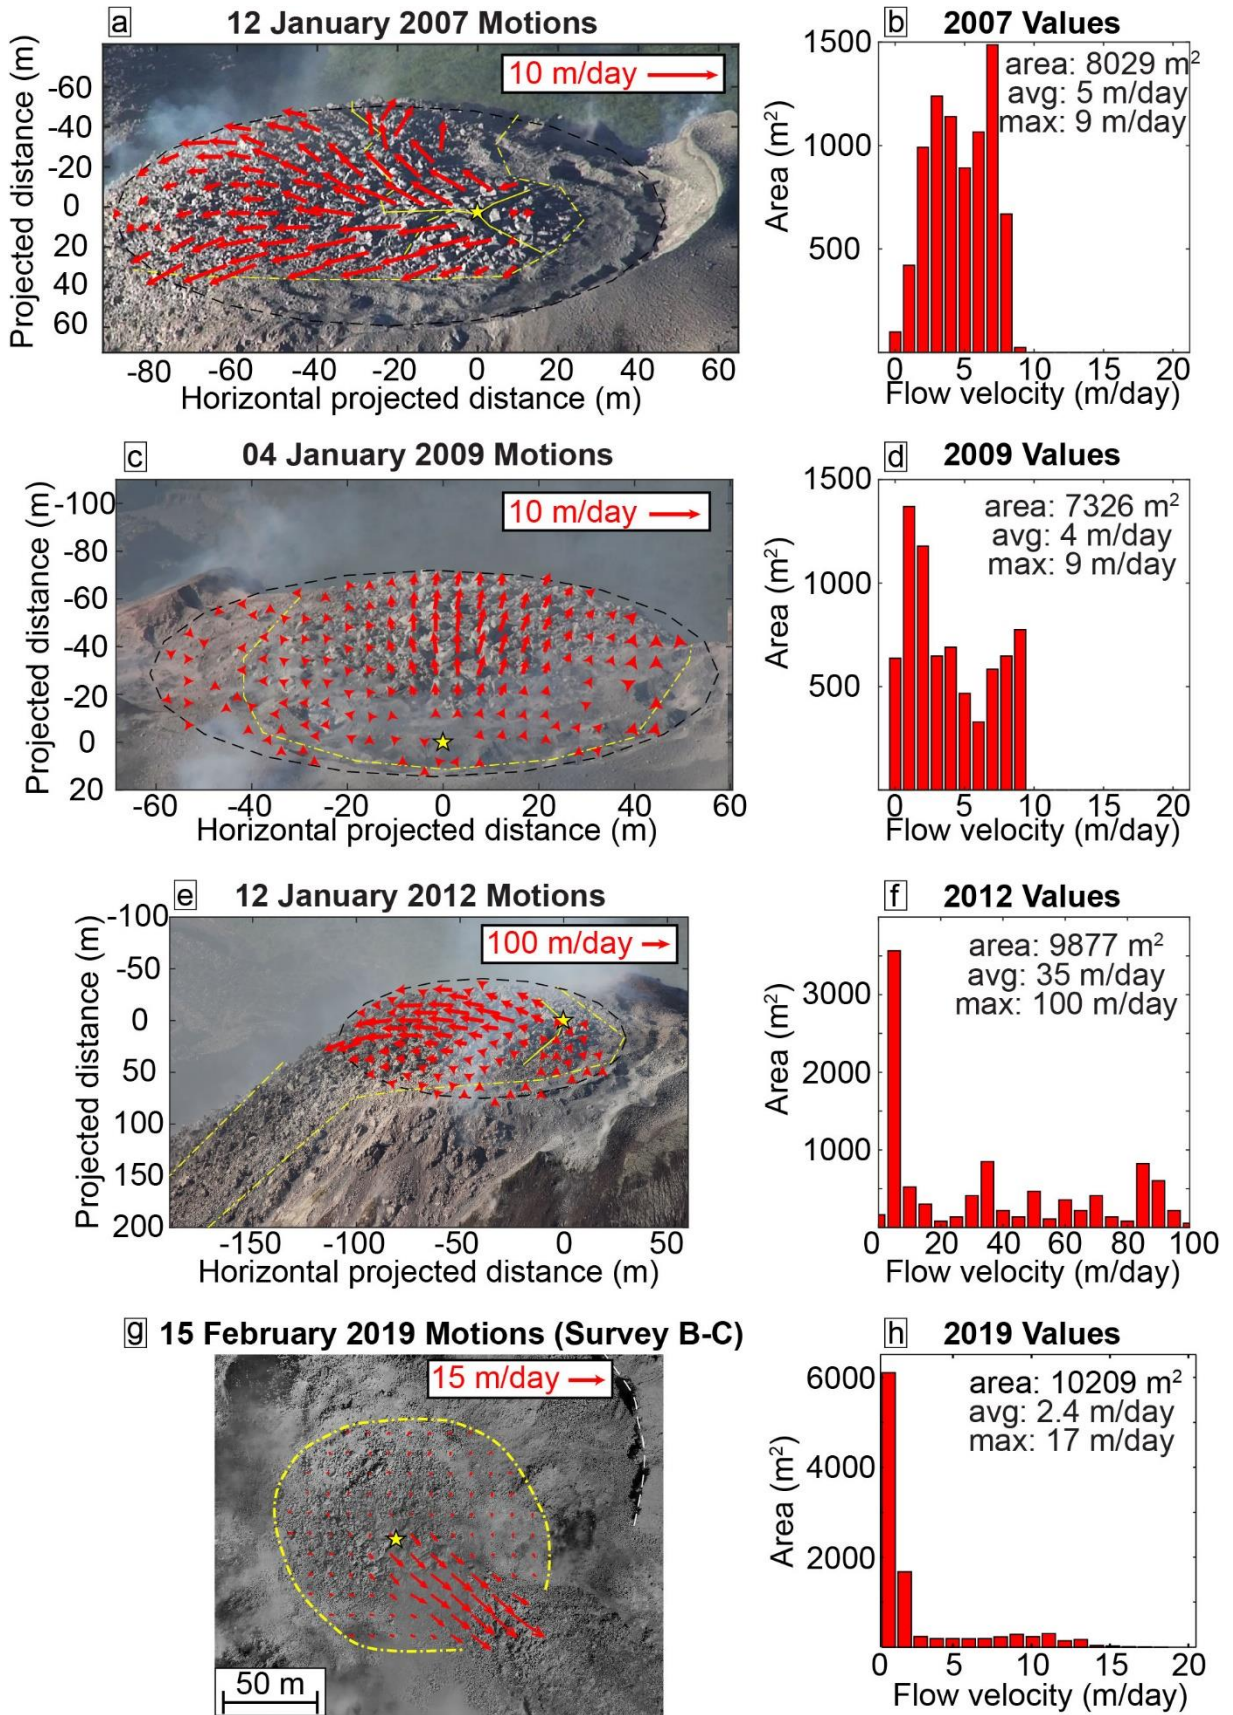 a 12 January 2007 Motions
10 m/day
Projected distance (m)
-60
-40
-20
0
20
40
60
-80 -60 -40 -20 0 20 40 60
Horizontal projected distance (m)
b 2007 Values
area: 8029 m²
avg: 5 m/day
max: 9 m/day
Area (m²)
1500
1000
500
0 5 10 15 20
Flow velocity (m/day)
c 04 January 2009 Motions
10 m/day
Projected distance (m)
-100
-80
-60
-40
-20
0
20
-60 -40 -20 0 20 40 60
Horizontal projected distance (m)
d 2009 Values
area: 7326 m²
avg: 4 m/day
max: 9 m/day
Area (m²)
1500
1000
500
0 5 10 15 20
Flow velocity (m/day)
e 12 January 2012 Motions
100 m/day
Projected distance (m)
-100
-50
0
50
100
150
200
-150 -100 -50 0 50
Horizontal projected distance (m)
f 2012 Values
area: 9877 m²
avg: 35 m/day
max: 100 m/day
Area (m²)
3000
2000
1000
0 20 40 60 80 100
Flow velocity (m/day)
g 15 February 2019 Motions (Survey B-C)
15 m/day
50 m
h 2019 Values
area: 10209 m²
avg: 2.4 m/day
max: 17 m/day
Area (m²)
6000
4000
2000
0 5 10 15 20
Flow velocity (m/day)